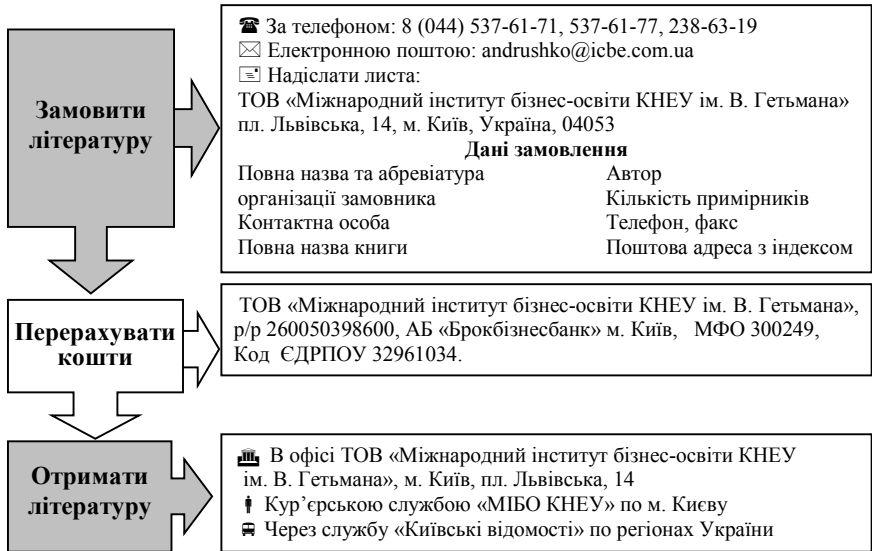 Замовити
літературу
☎ За телефоном: 8 (044) 537-61-71, 537-61-77, 238-63-19
Електронною поштою: andrushko@icbe.com.ua
Надіслати листа:
ТОВ «Міжнародний інститут бізнес-освіти КНЕУ ім. В. Гетьмана»
пл. Львівська, 14, м. Київ, Україна, 04053
Дані замовлення
Повна назва та абревіатура
організації замовника
Контактна особа
Повна назва книги
Автор
Кількість примірників
Телефон, факс
Поштова адреса з індексом
Перерахувати
кошти
ТОВ «Міжнародний інститут бізнес-освіти КНЕУ ім. В. Гетьмана»,
р/р 260050398600, АБ «Брокбізнесбанк» м. Київ, МФО 300249,
Код ЄДРПОУ 32961034.
Отримати
літературу
В офісі ТОВ «Міжнародний інститут бізнес-освіти КНЕУ
ім. В. Гетьмана», м. Київ, пл. Львівська, 14
Кур’єрською службою «МІБО КНЕУ» по м. Києву
Через службу «Київські відомості» по регіонах України